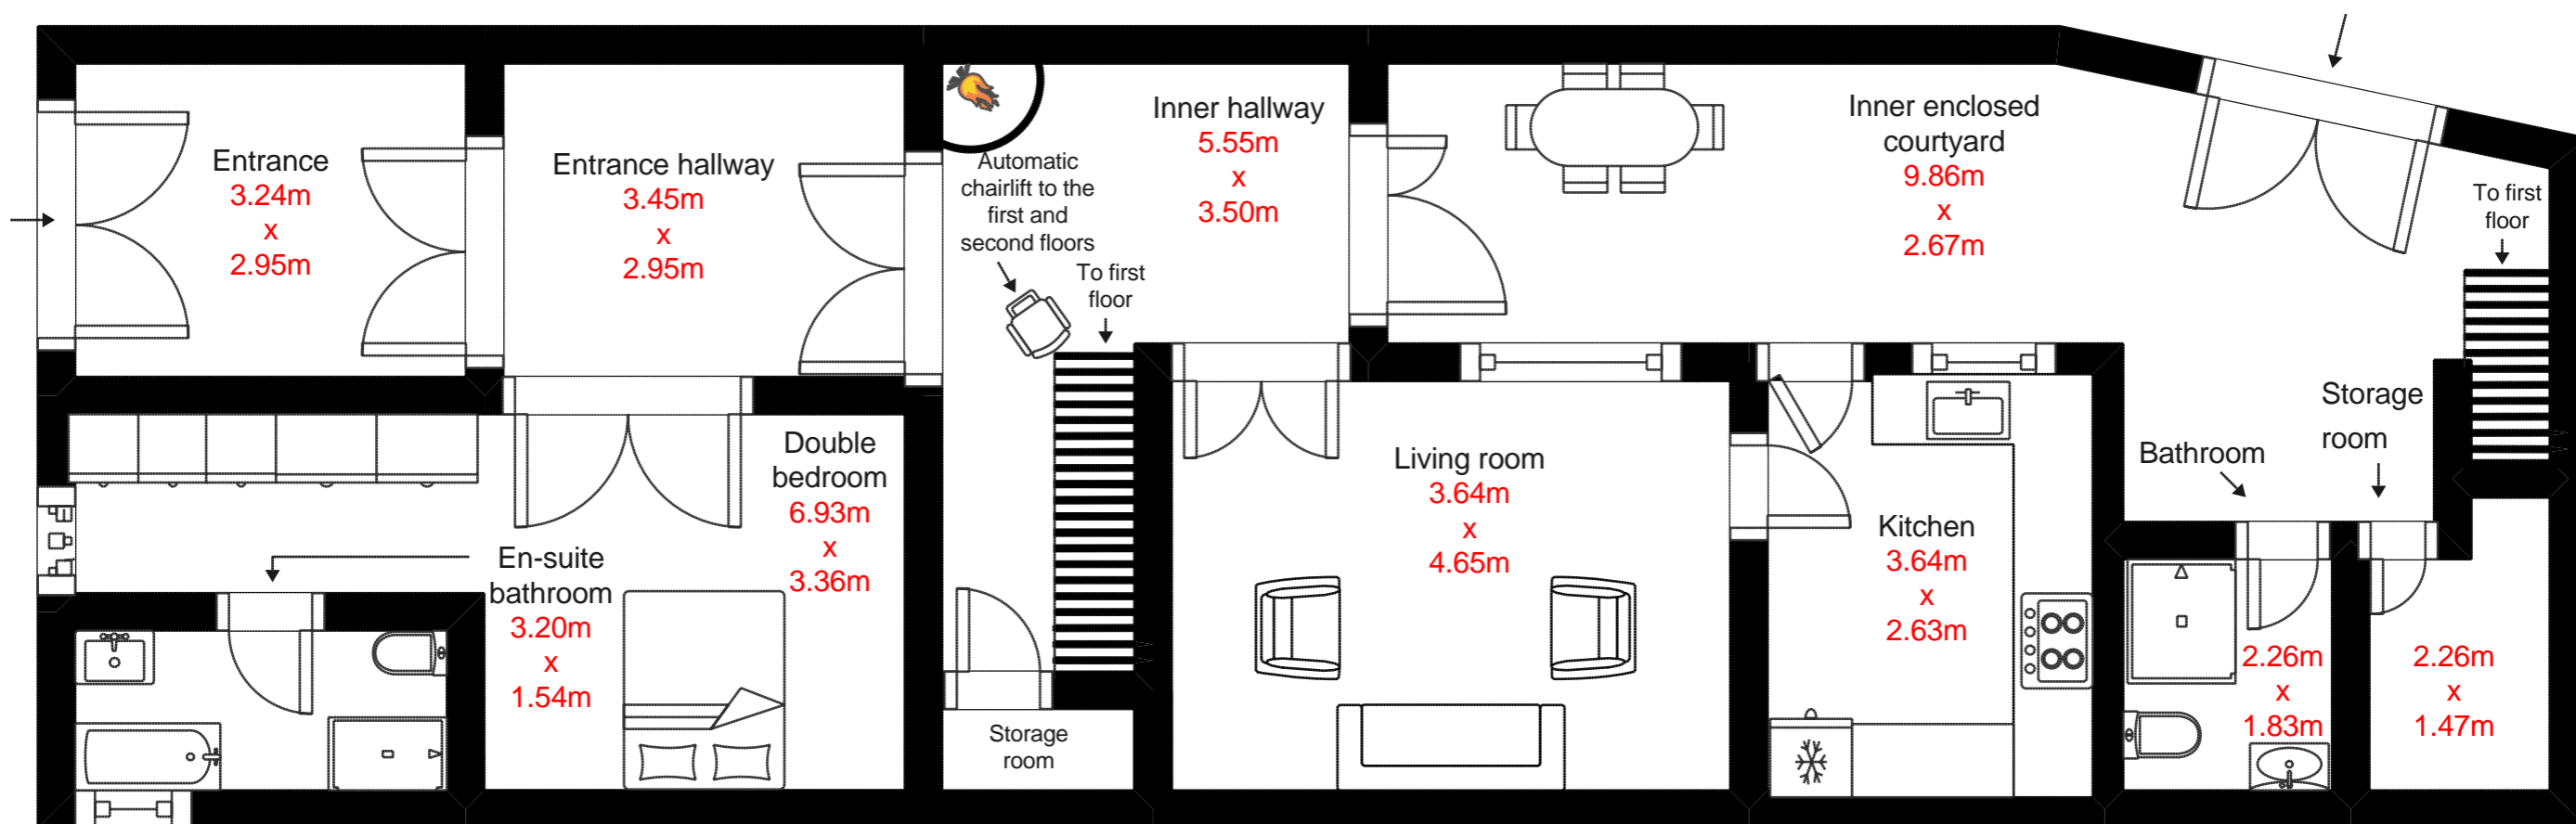 Entrance
3.24m
x
2.95m
Entrance hallway
3.45m
x
2.95m
Automatic
chairlift to the
first and
second floors
To first
floor
Inner hallway
5.55m
x
3.50m
Inner enclosed
courtyard
9.86m
x
2.67m
To first
floor
Double
bedroom
6.93m
x
3.36m
En-suite
bathroom
3.20m
x
1.54m
Storage
room
Living room
3.64m
x
4.65m
Kitchen
3.64m
x
2.63m
Bathroom
2.26m
x
1.83m
Storage
room
2.26m
x
1.47m